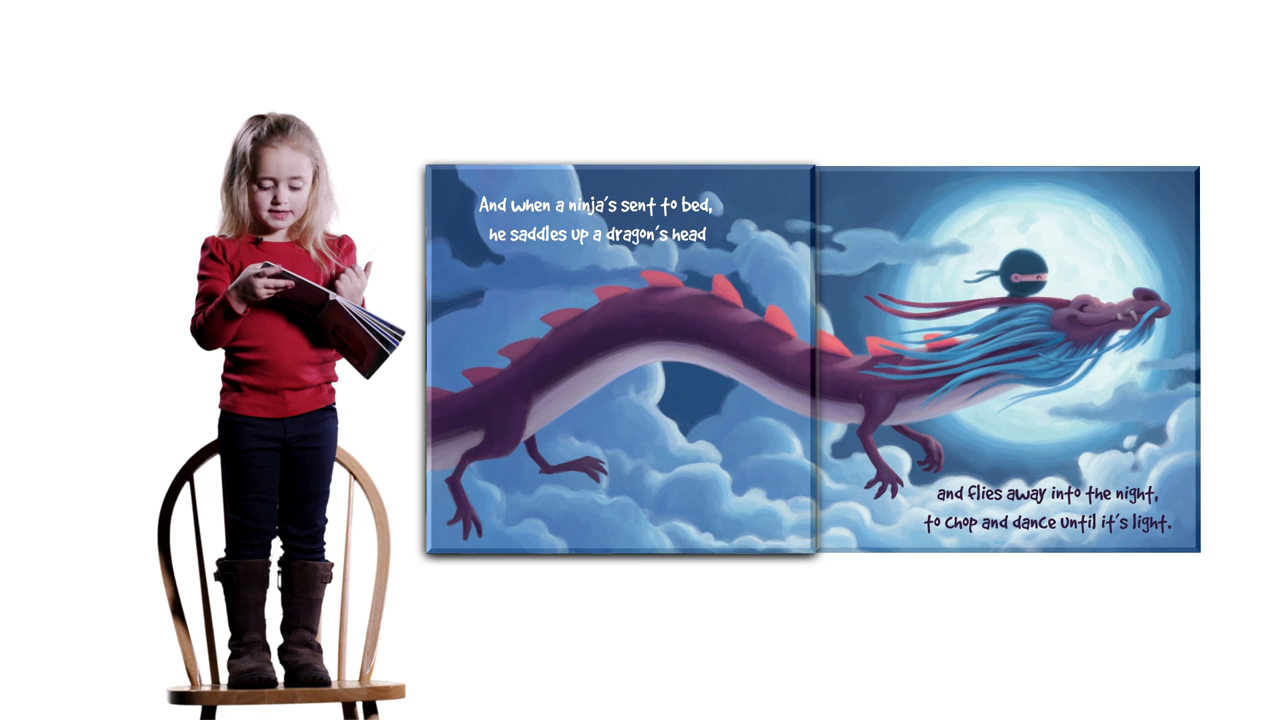 And when a ninja's sent to bed,
he saddles up a dragon's head
and flies away into the night,
to chop and dance until it's light.